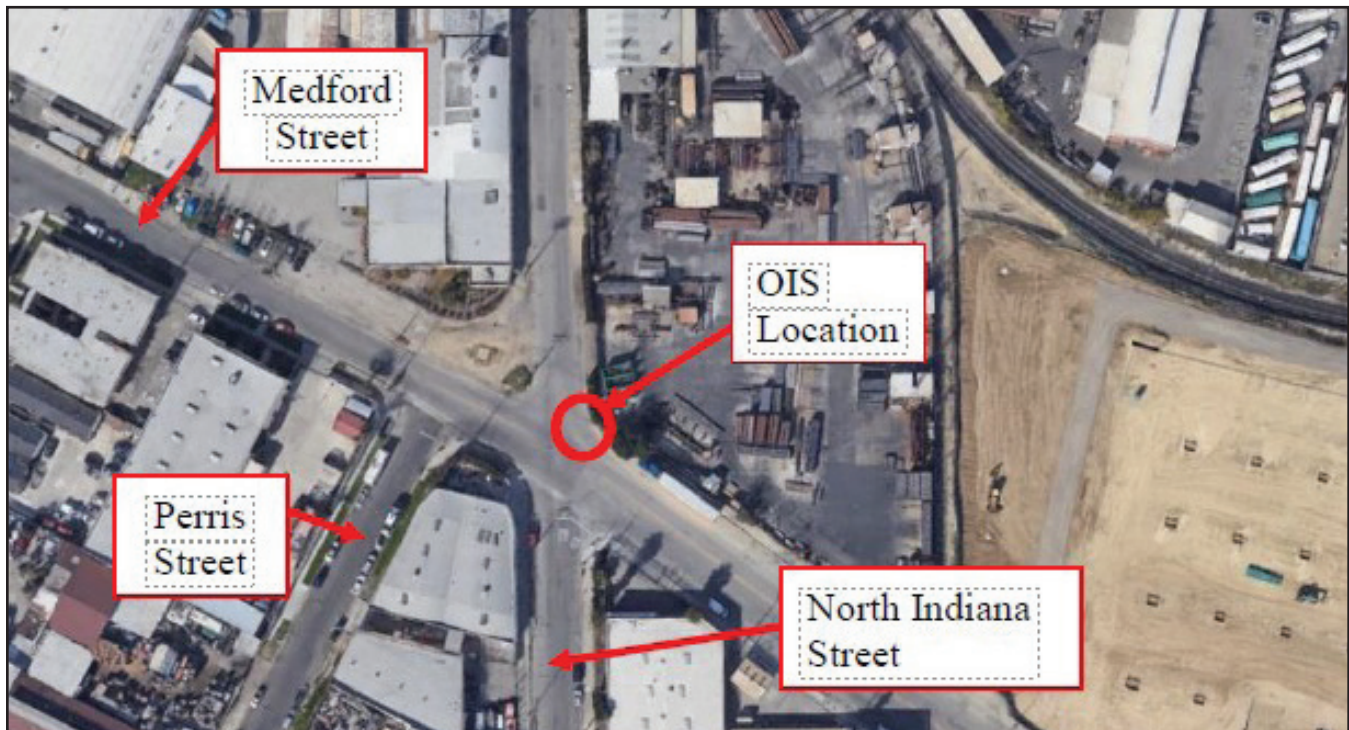 Medford
Street
OIS
Location
Perris
Street
North Indiana
Street